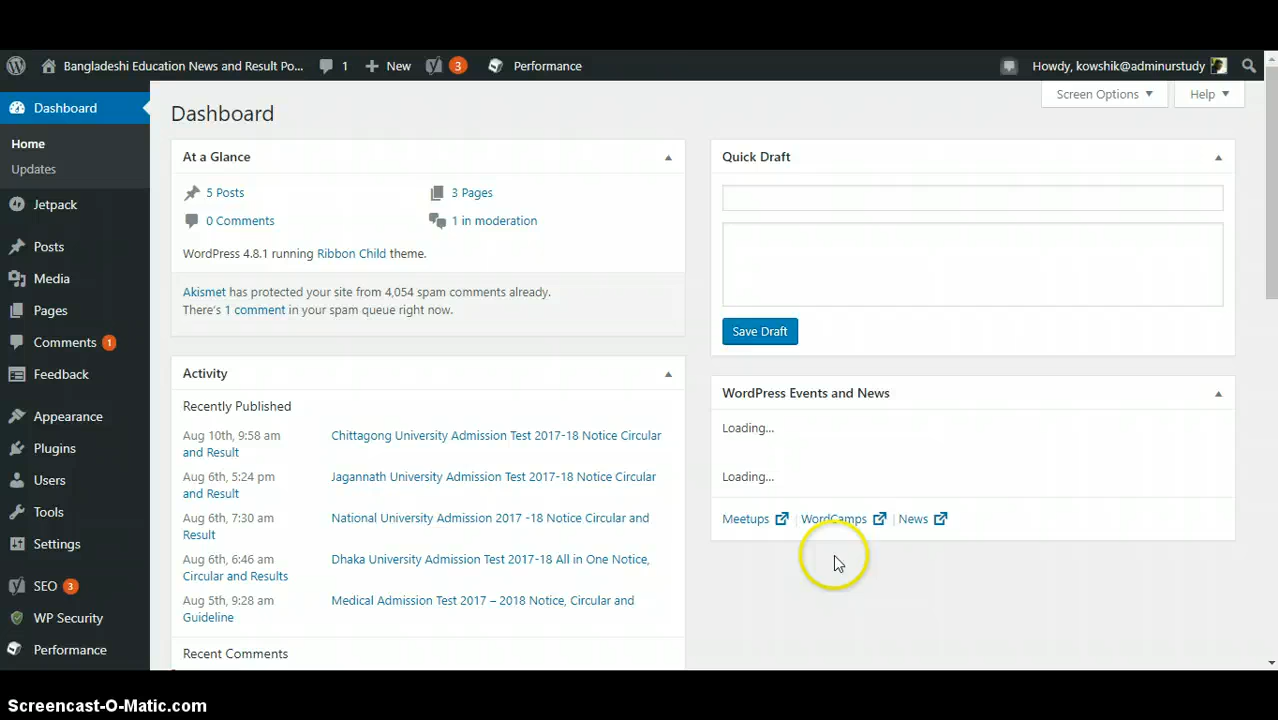 Bangladeshi Education News and Result Po... 1 New 3 Performance Howdy, kowshik@adminurstudy
Screen Options Help
Dashboard
Home
Updates
Jetpack
Posts
Media
Pages
Comments 1
Feedback
Appearance
Plugins
Users
Tools
Settings
SEO 3
WP Security
Performance
Dashboard
At a Glance
5 Posts
3 Pages
0 Comments
1 in moderation
WordPress 4.8.1 running Ribbon Child theme.
Akismet has protected your site from 4,054 spam comments already.
There's 1 comment in your spam queue right now.
Activity
Recently Published
Aug 10th, 9:58 am Chittagong University Admission Test 2017-18 Notice Circular
and Result
Aug 6th, 5:24 pm Jagannath University Admission Test 2017-18 Notice Circular
and Result
Aug 6th, 7:30 am National University Admission 2017 -18 Notice Circular and
Result
Aug 6th, 6:46 am Dhaka University Admission Test 2017-18 All in One Notice,
Circular and Results
Aug 5th, 9:28 am Medical Admission Test 2017 – 2018 Notice, Circular and
Guideline
Recent Comments
Quick Draft
Save Draft
WordPress Events and News
Loading...
Loading...
Meetups | WordCamps | News
Screencast-O-Matic.com